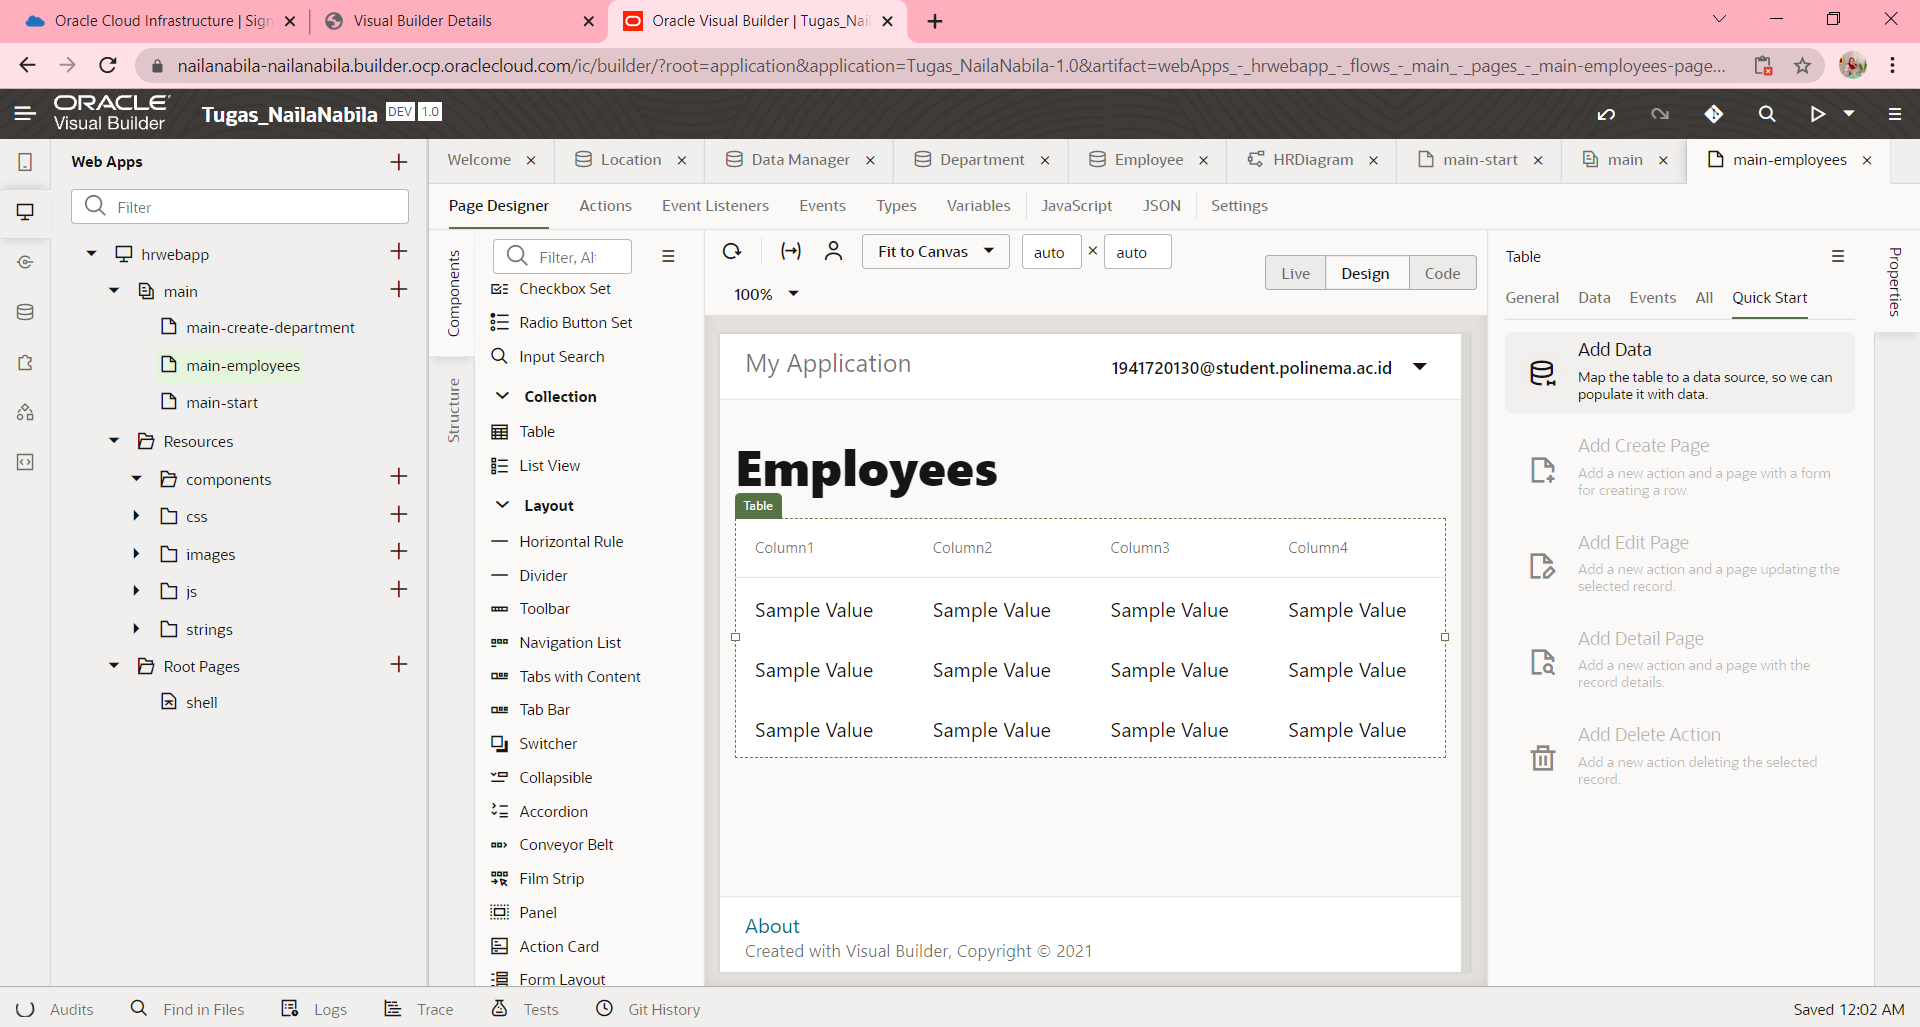 Oracle Cloud Infrastructure | Sign
Visual Builder Details
Oracle Visual Builder | Tugas_Nail
nailanabila-nailanabila.builder.ocp.oraclecloud.com/ic/builder/?root=application&application=Tugas_NailaNabila-1.0&artifact=webApps_-_hrwebapp_-_flows_-_main_-_pages_-_main-employees-page...
ORACLE
Visual Builder
Tugas_NailaNabila DEV 1.0
Web Apps
Filter
hrwebapp
main
main-create-department
main-employees
main-start
Resources
components
css
images
js
strings
Root Pages
shell
Welcome
Location
Data Manager
Department
Employee
HRDiagram
main-start
main
main-employees
Page Designer
Actions
Event Listeners
Events
Types
Variables
JavaScript
JSON
Settings
Components
Structure
Filter, Al
Checkbox Set
Radio Button Set
Input Search
Collection
Table
List View
Layout
Horizontal Rule
Divider
Toolbar
Navigation List
Tabs with Content
Tab Bar
Switcher
Collapsible
Accordion
Conveyor Belt
Film Strip
Panel
Action Card
Form Layout
Fit to Canvas
auto × auto
100%
Live Design Code
My Application
1941720130@student.polinema.ac.id
Employees
Table
Column1 Column2 Column3 Column4
Sample Value Sample Value Sample Value Sample Value
Sample Value Sample Value Sample Value Sample Value
Sample Value Sample Value Sample Value Sample Value
About
Created with Visual Builder, Copyright © 2021
Table
General Data Events All Quick Start
Add Data
Map the table to a data source, so we can
populate it with data.
Add Create Page
Add a new action and a page with a form
for creating a row.
Add Edit Page
Add a new action and a page updating the
selected record.
Add Detail Page
Add a new action and a page with the
record details.
Add Delete Action
Add a new action deleting the selected
record.
Properties
Audits
Find in Files
Logs
Trace
Tests
Git History
Saved 12:02 AM